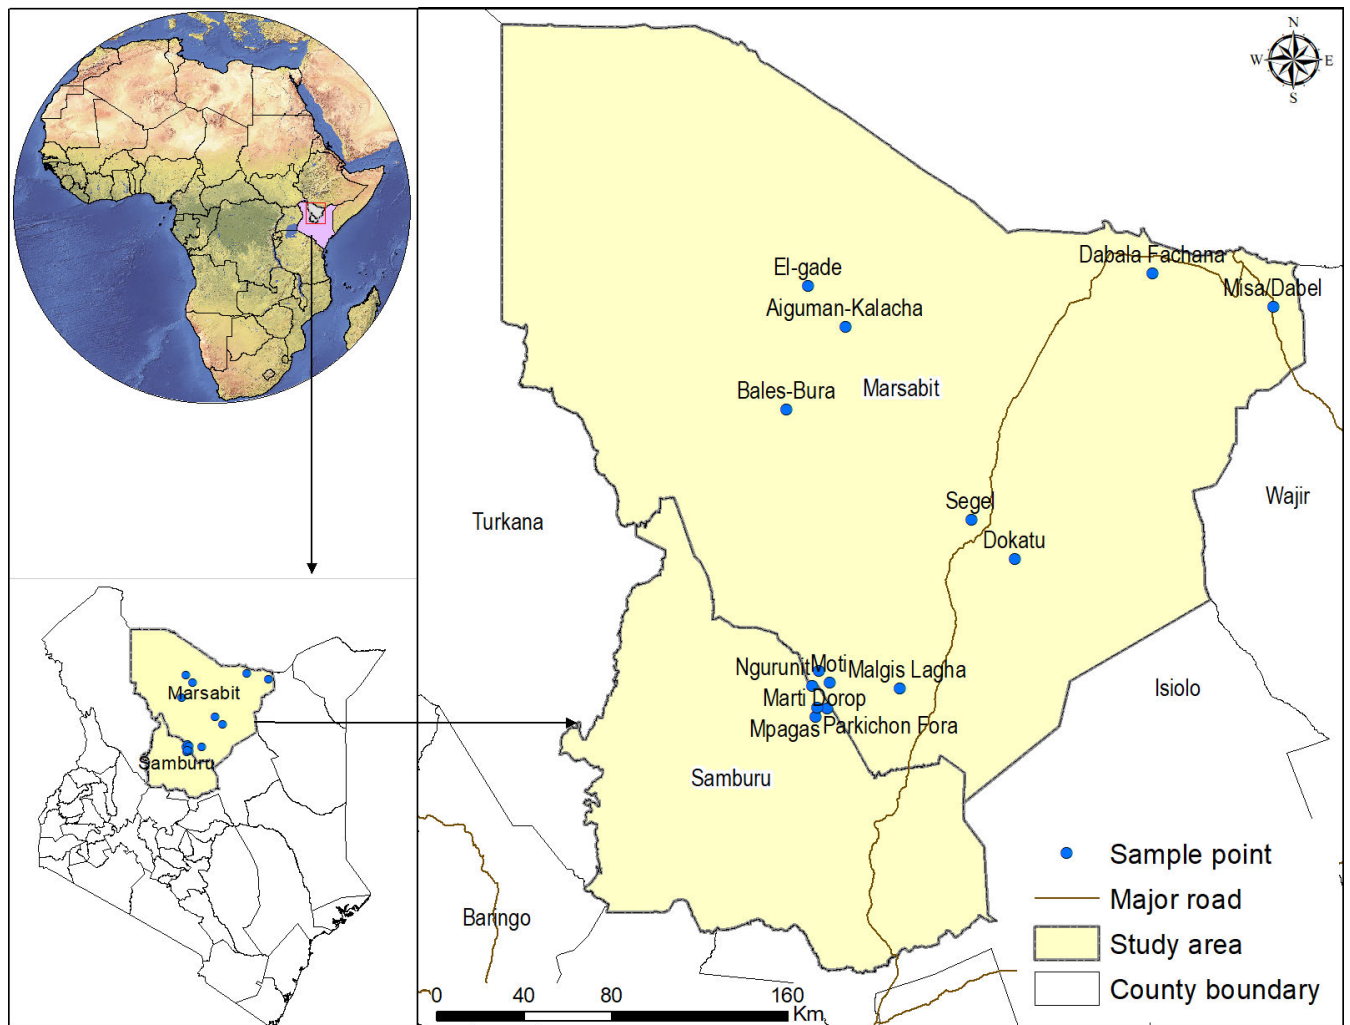 N
W E
S
Dabala Fachana
El-gade
Misa/Dabel
Aiguman-Kalacha
Bales-Bura
Marsabit
Segel
Wajir
Turkana
Dokatu
Ngurunit
Moti
Malgis Lagha
Marti Dorop
Mpagas
Parkichon Fora
Isiolo
Samburu
Baringo
Marsabit
Samburu
Sample point
Major road
Study area
County boundary
0 40 80 160
Km